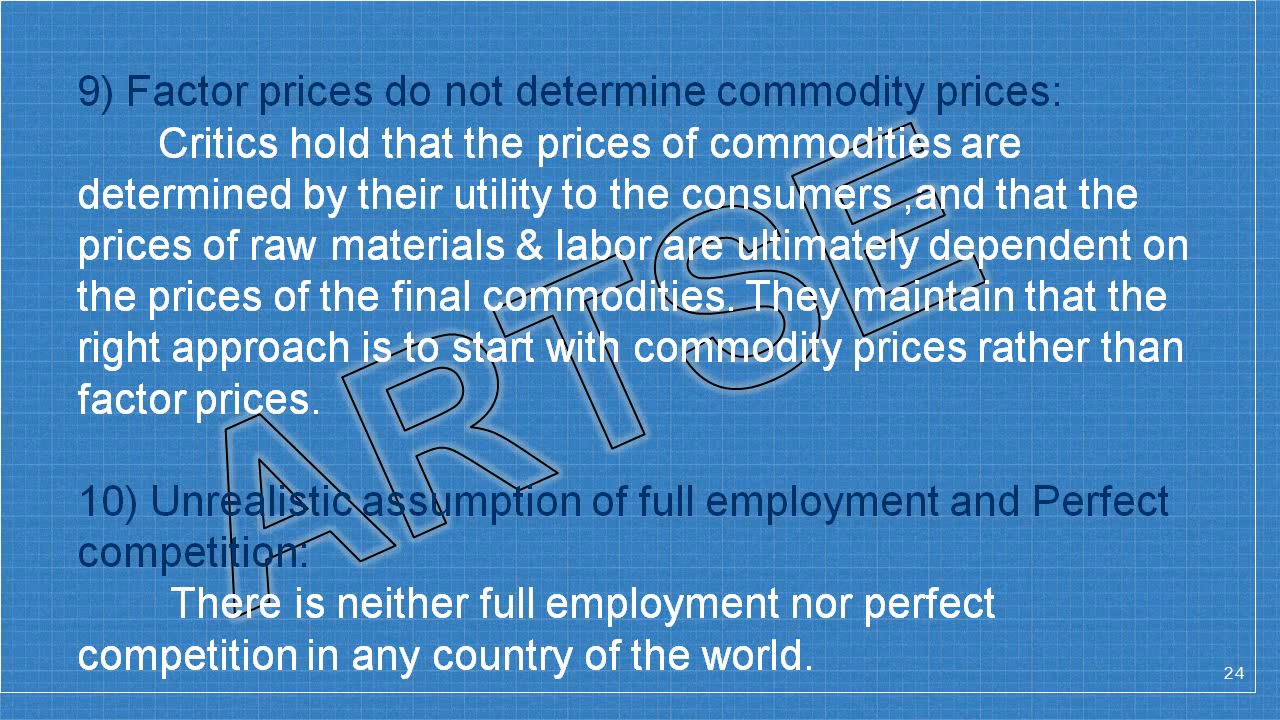 9) Factor prices do not determine commodity prices:
Critics hold that the prices of commodities are
determined by their utility to the consumers ,and that the
prices of raw materials & labor are ultimately dependent on
the prices of the final commodities. They maintain that the
right approach is to start with commodity prices rather than
factor prices.
10) Unrealistic assumption of full employment and Perfect
competition:
There is neither full employment nor perfect
competition in any country of the world.
24
ARTSE